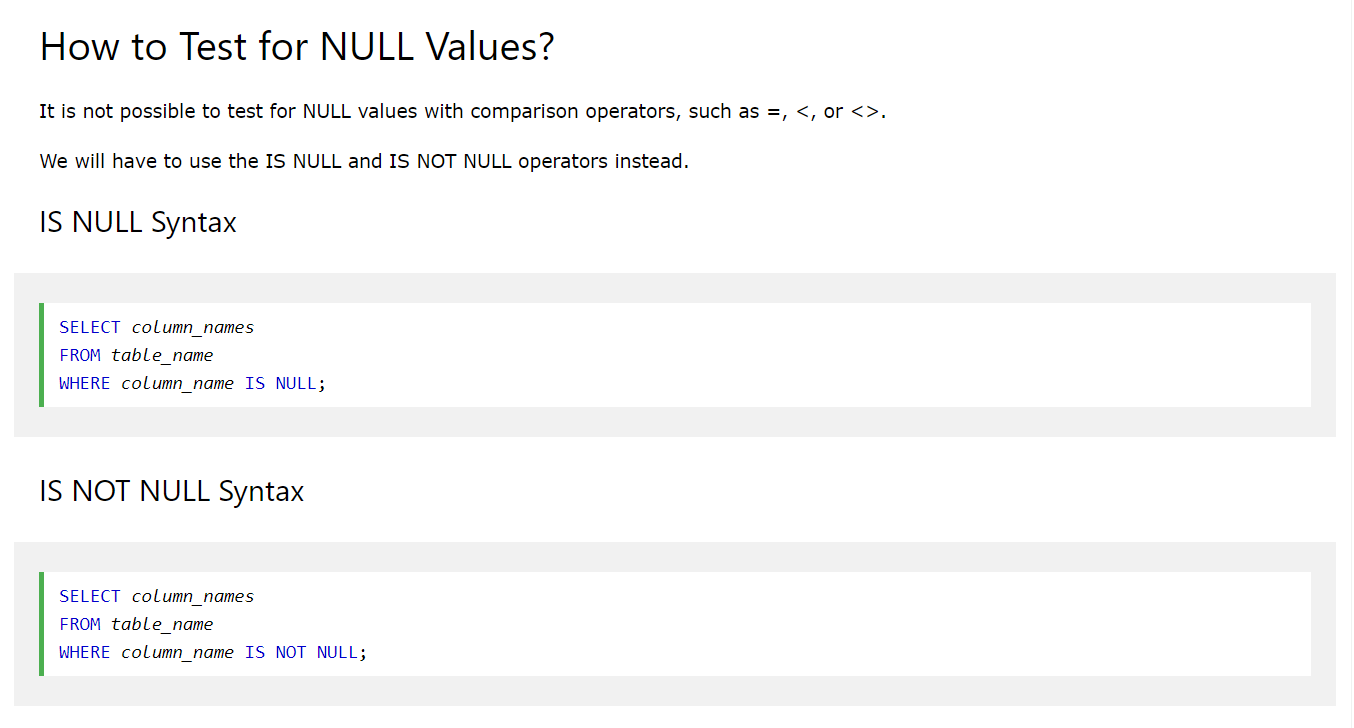 How to Test for NULL Values?
It is not possible to test for NULL values with comparison operators, such as =, <, or <>.
We will have to use the IS NULL and IS NOT NULL operators instead.
IS NULL Syntax
SELECT column_names
FROM table_name
WHERE column_name IS NULL;
IS NOT NULL Syntax
SELECT column_names
FROM table_name
WHERE column_name IS NOT NULL;